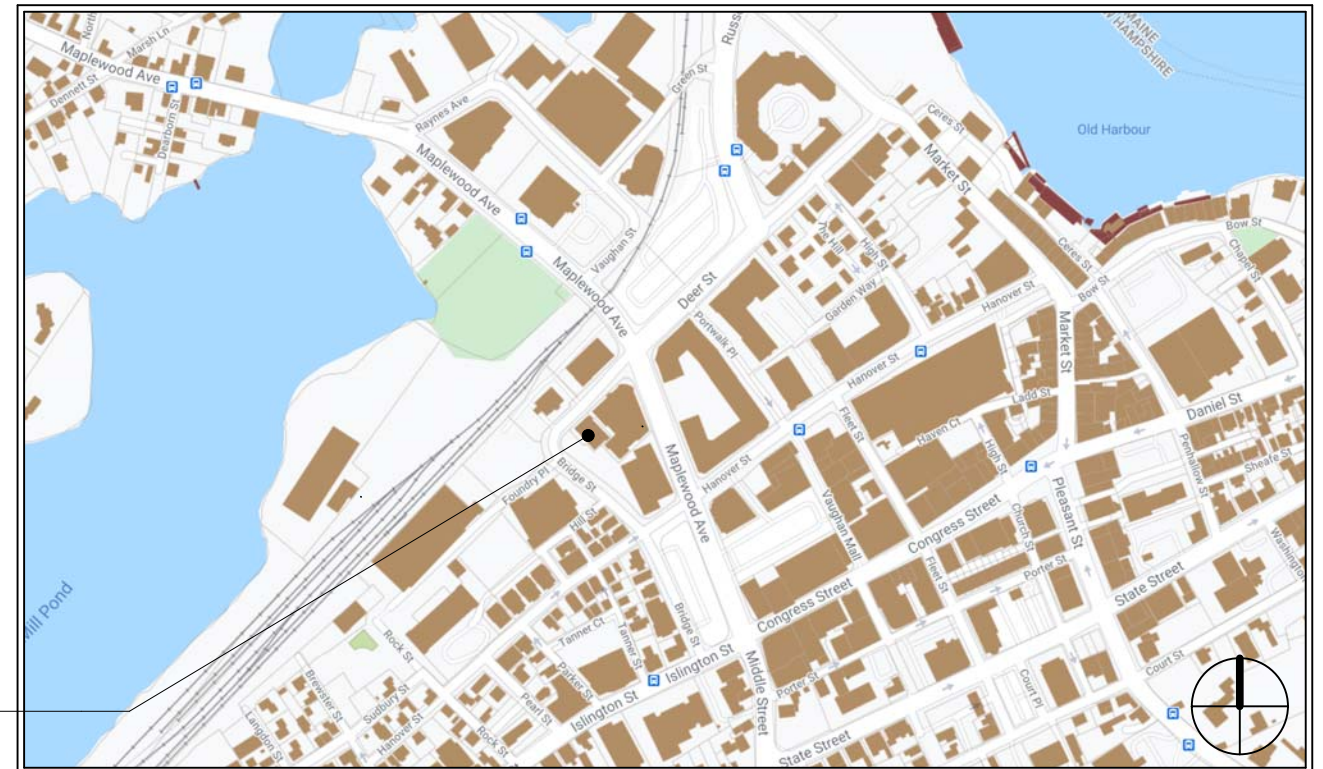 North
Marsh Ln
Maplewood Ave
Dennett St
Dearborn St
Raynes Ave
Green St
Russ
MAINE
W HAMPSHIRE
Old Harbour
Ceres St
Market St
Maplewood Ave
Vaughan St
Maplewood Ave
Deer St
The Hill
High St
Garden Way
Portwalk Pl
Hanover St
Ceres St
Bow St
Bow St
Chapel St
Market St
Hanover St
Ladd St
Haven Ct
High St
Fleet St
Daniel St
Penhallow St
Sheafe St
Foundry Pl
Bridge St
Hill St
Hanover St
Maplewood Ave
Vaughan Mall
Congress Street
Church St
Pleasant St
Porter St
Fleet St
State Street
Washington
Mill Pond
Rock St
Tanner Ct
Tanner St
Bridge St
Congress Street
Islington St
Middle Street
Porter St
Court St
Court Pl
Parker St
Pearl St
Islington St
Brewster St
Sudbury St
Langdon St
Hanover St
Rock St
State Street